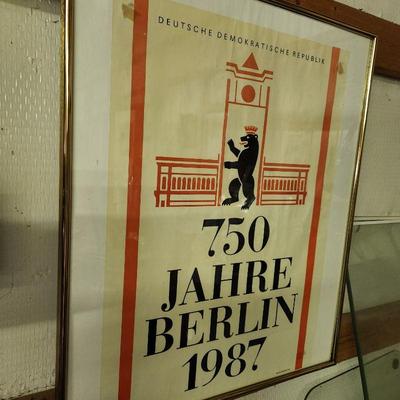 DEUTSCHE DEMOKRATISCHE REPUBLIK
750
JAHRE
BERLIN
1987